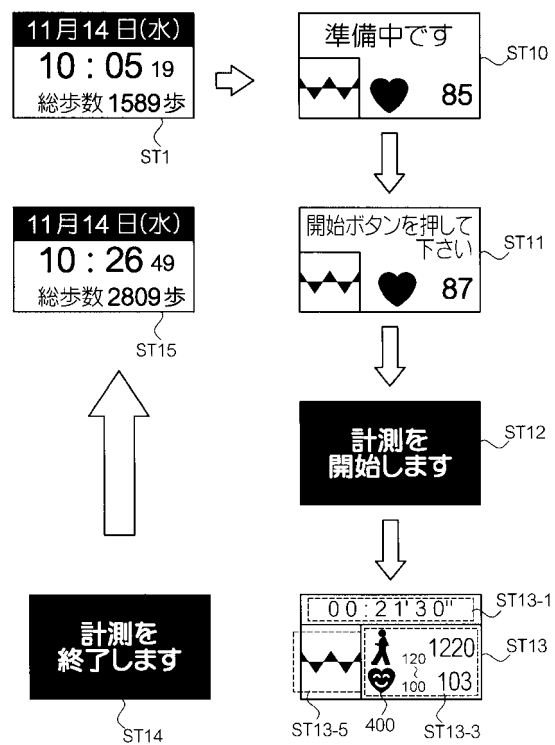 11月14日(水)
10:05 19
総歩数1589歩
ST1
準備中です
85
ST10
開始ボタンを押して
下さい
87
ST11
計測を
開始します
ST12
00:21'30"
ST13-1
1220
120
~
100
103
ST13
ST13-5
400
ST13-3
計測を
終了します
ST14
11月14日(水)
10:26 49
総歩数2809歩
ST15